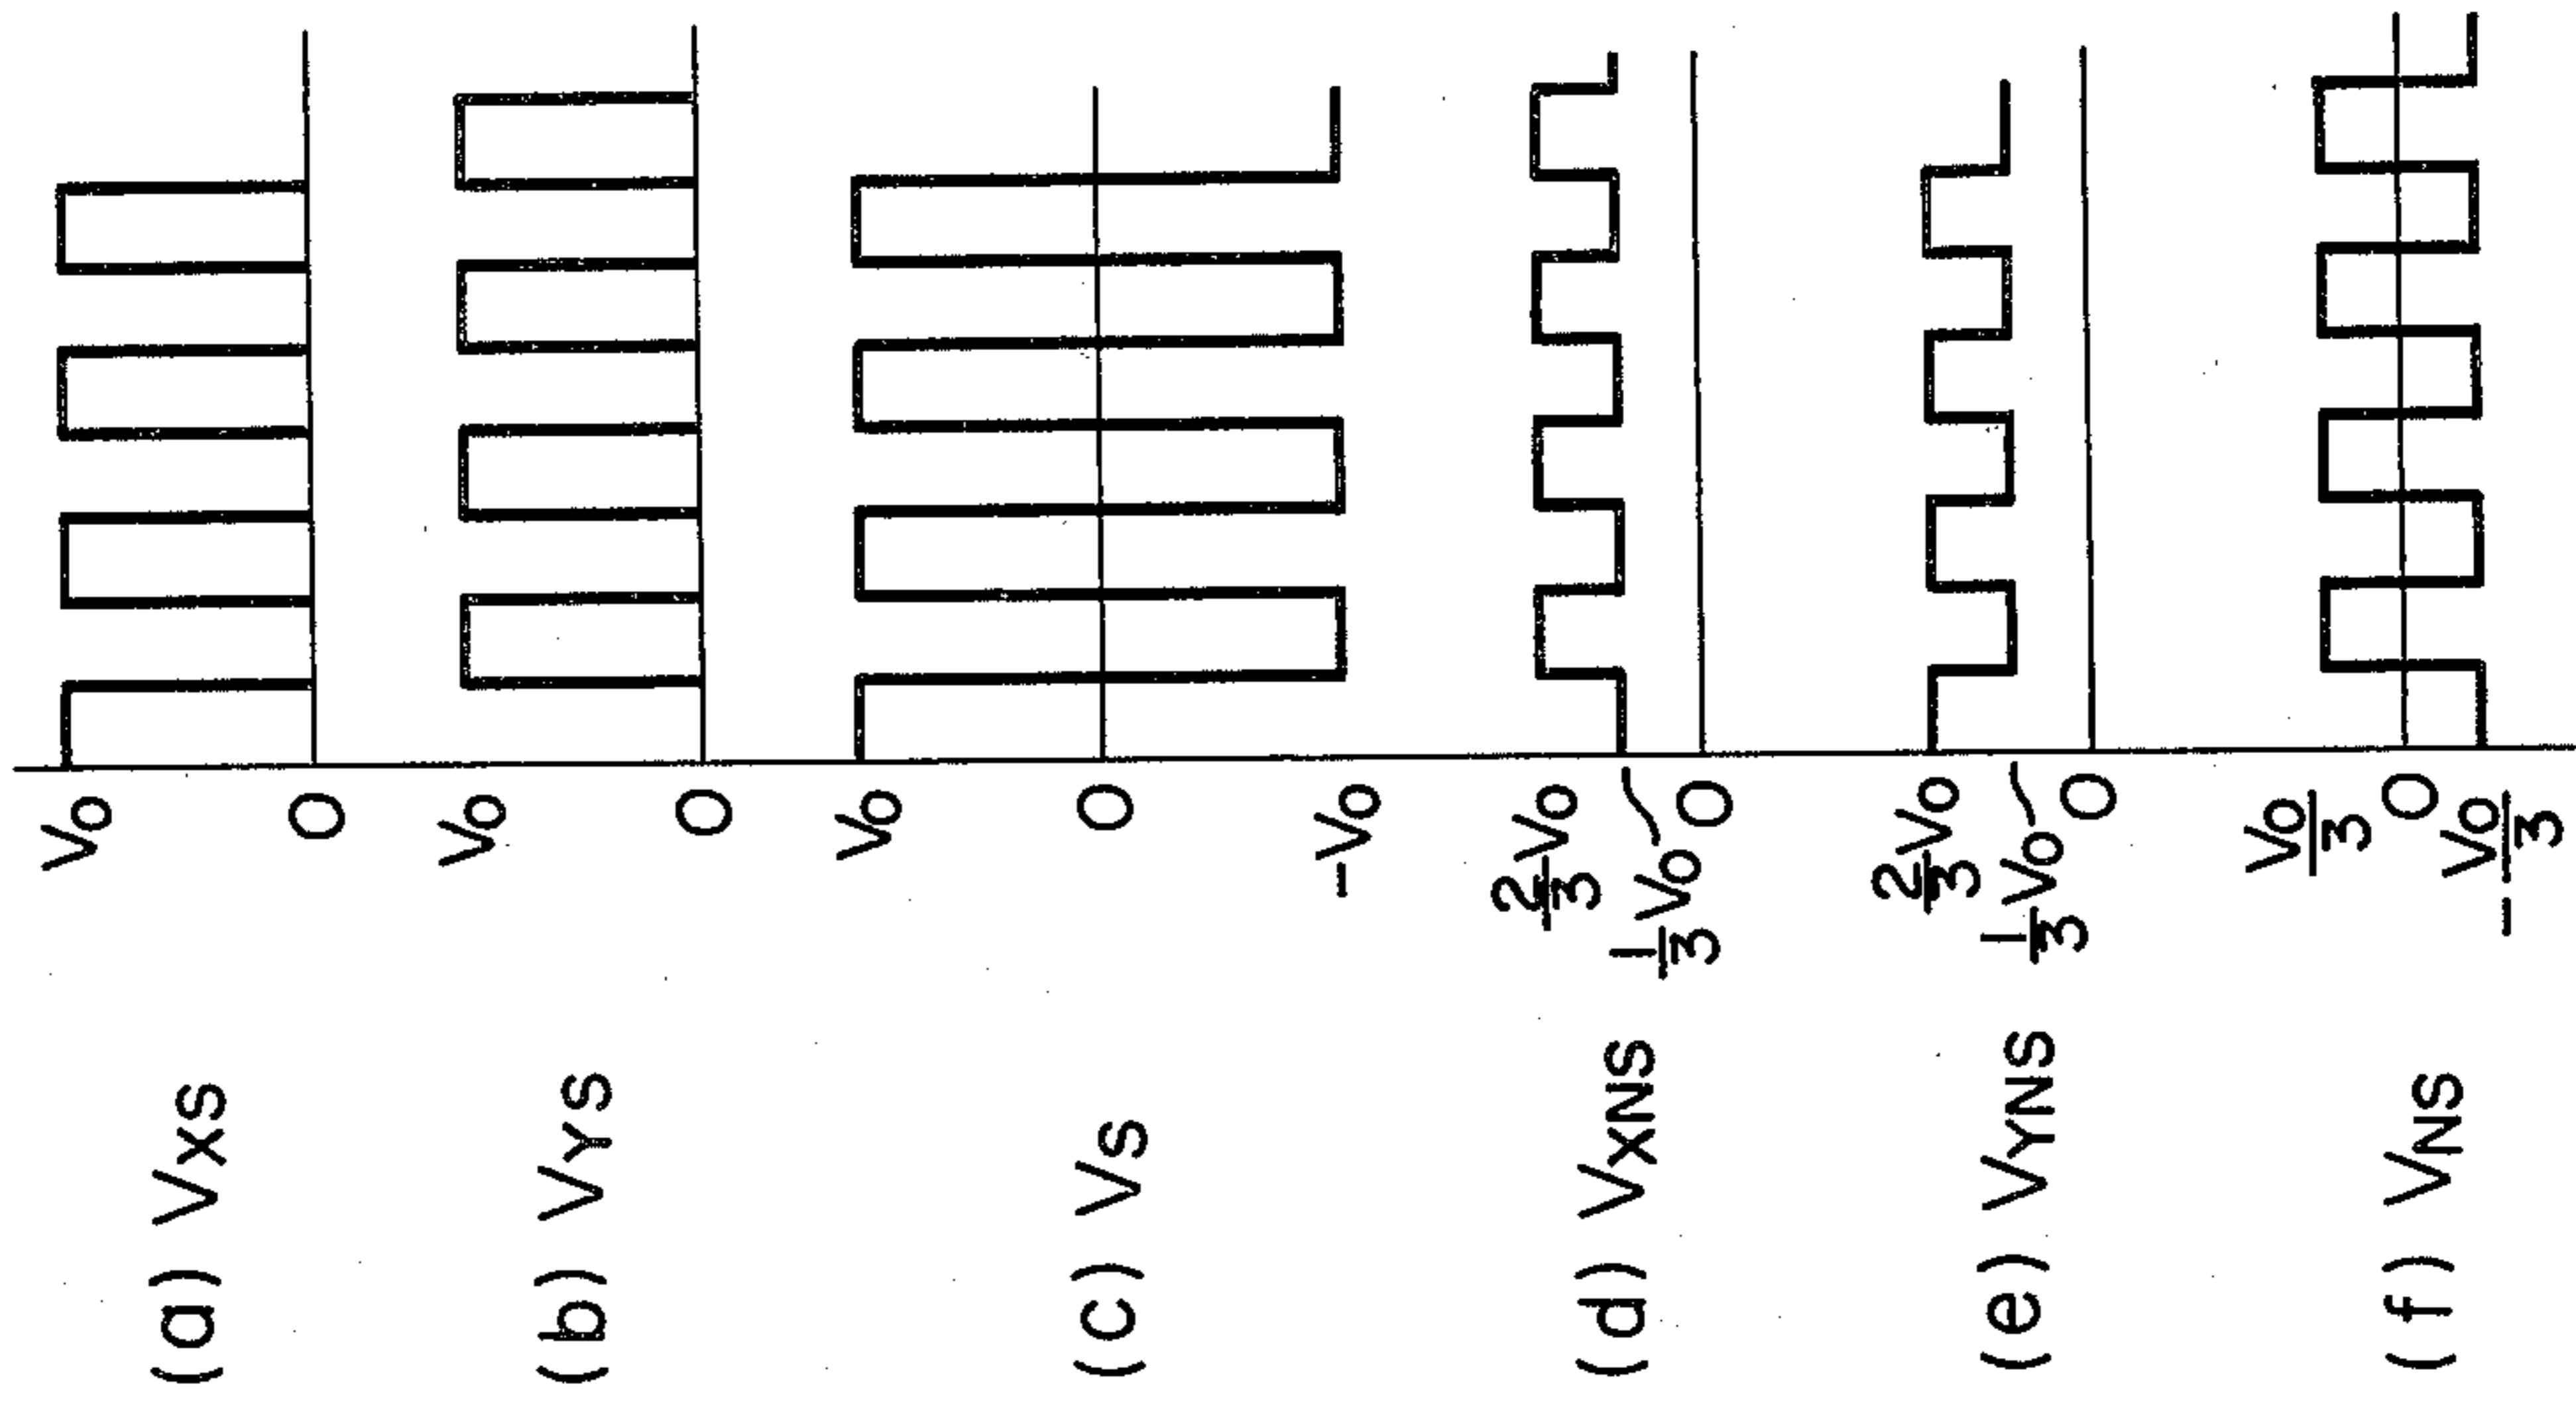 (a) VXS V0 0
(b) VYS V0 0
(c) VS V0 0 -V0
(d) VXNS 2/3 V0 1/3 V0 0
(e) VYNS 2/3 V0 1/3 V0 0
(f) VNS V0/3 0 -V0/3